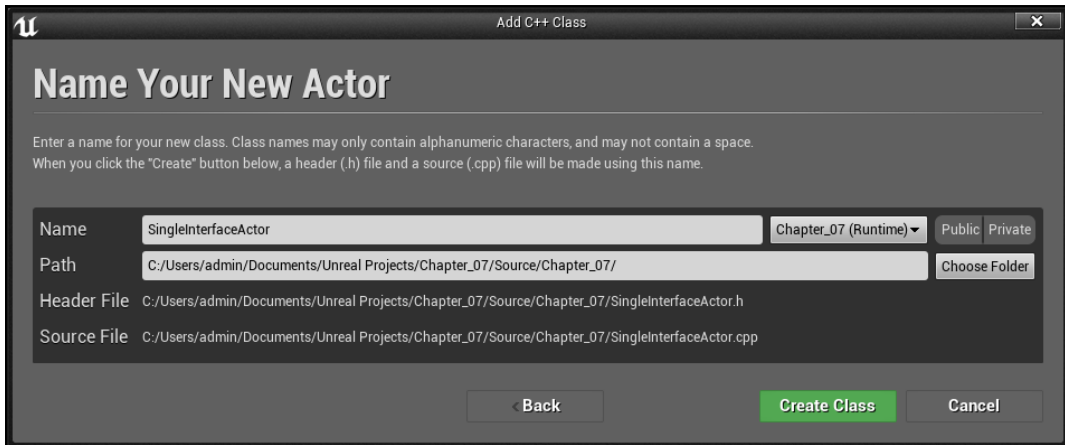 Add C++ Class
Name Your New Actor
Enter a name for your new class. Class names may only contain alphanumeric characters, and may not contain a space.
When you click the "Create" button below, a header (.h) file and a source (.cpp) file will be made using this name.
Name SingleInterfaceActor Chapter_07 (Runtime) Public Private
Path C:/Users/admin/Documents/Unreal Projects/Chapter_07/Source/Chapter_07/ Choose Folder
Header File C:/Users/admin/Documents/Unreal Projects/Chapter_07/Source/Chapter_07/SingleInterfaceActor.h
Source File C:/Users/admin/Documents/Unreal Projects/Chapter_07/Source/Chapter_07/SingleInterfaceActor.cpp
Back Create Class Cancel